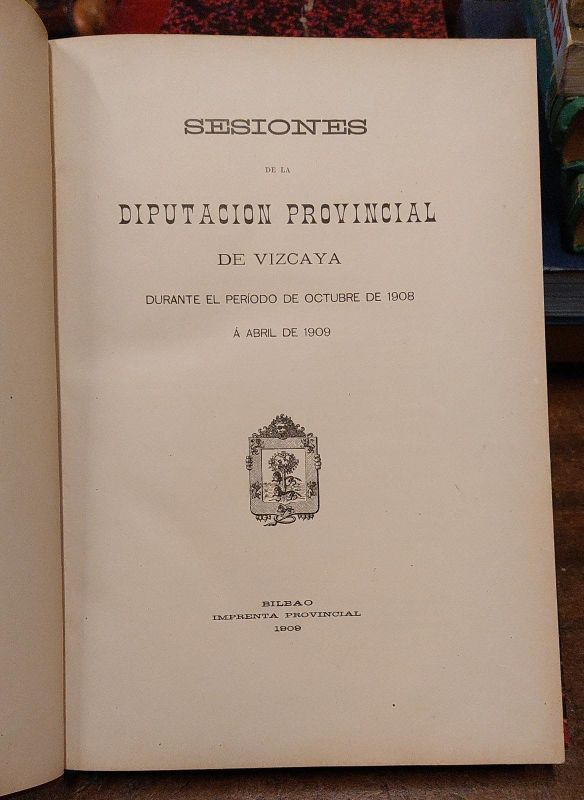 SESIONES
DE LA
DIPUTACION PROVINCIAL
DE VIZCAYA
DURANTE EL PERÍODO DE OCTUBRE DE 1908
Á ABRIL DE 1909
BILBAO
IMPRENTA PROVINCIAL
1909